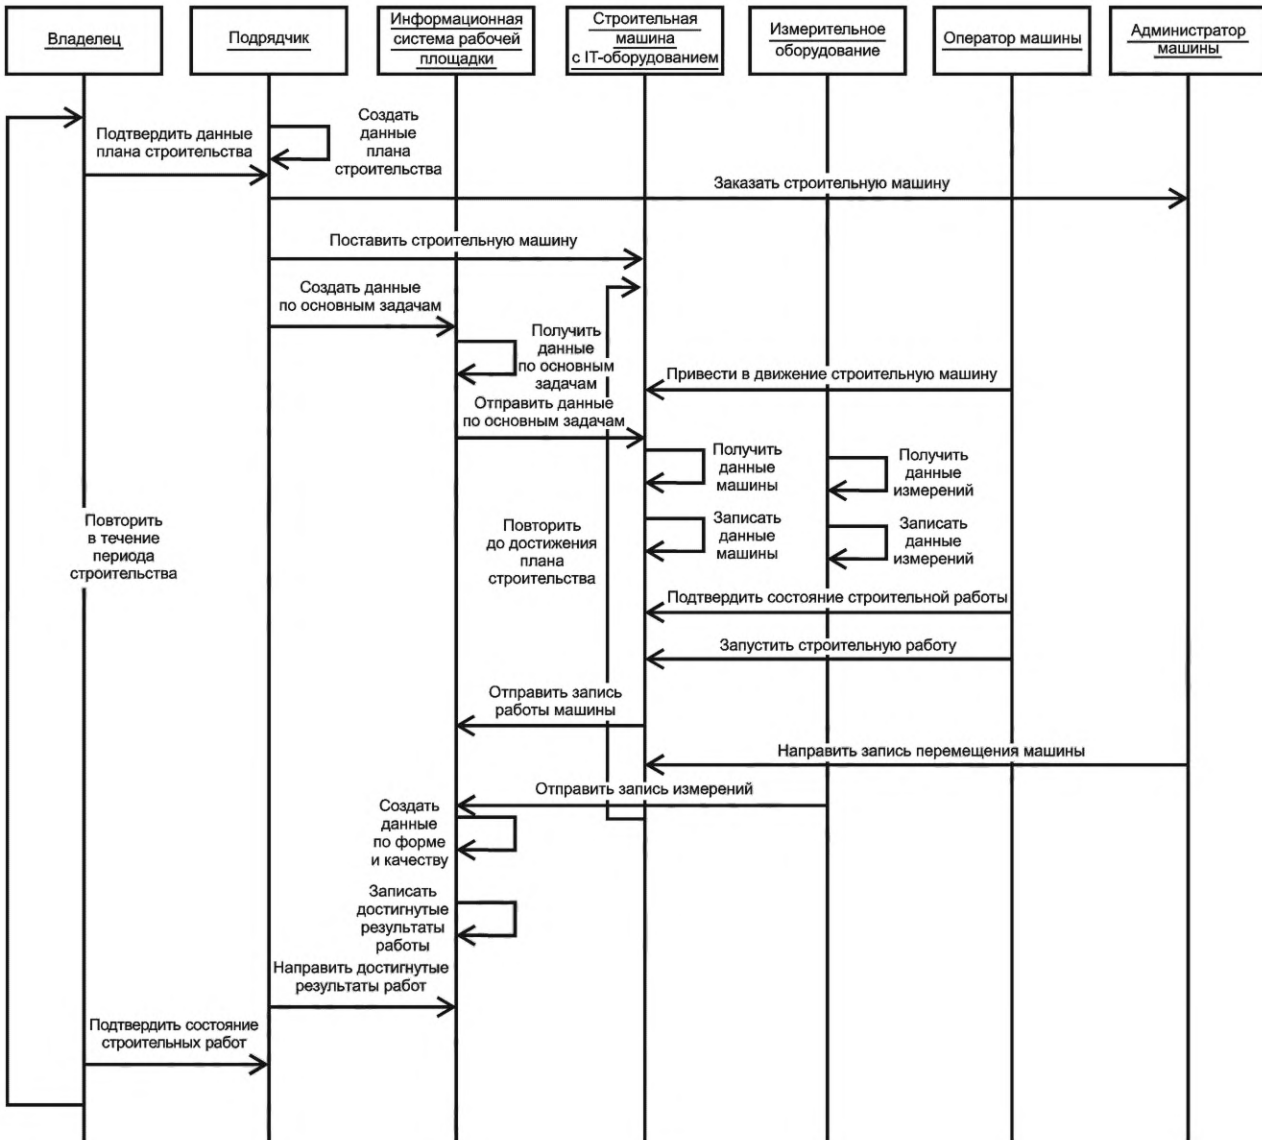 Владелец
Подрядчик
Информационная
система рабочей
площадки
Строительная
машина
с IT-оборудованием
Измерительное
оборудование
Оператор машины
Администратор
машины
Подтвердить данные
плана строительства
Создать
данные
плана
строительства
Заказать строительную машину
Поставить строительную машину
Создать данные
по основным задачам
Получить
данные
по основным
задачам
Привести в движение строительную машину
Отправить данные
по основным задачам
Получить
данные
машины
Получить
данные
измерений
Повторить
в течение
периода
строительства
Повторить
до достижения
плана
строительства
Записать
данные
машины
Записать
данные
измерений
Подтвердить состояние строительной работы
Запустить строительную работу
Отправить запись
работы машины
Направить запись перемещения машины
Отправить запись измерений
Создать
данные
по форме
и качеству
Записать
достигнутые
результаты
работы
Направить достигнутые
результаты работ
Подтвердить состояние
строительных работ